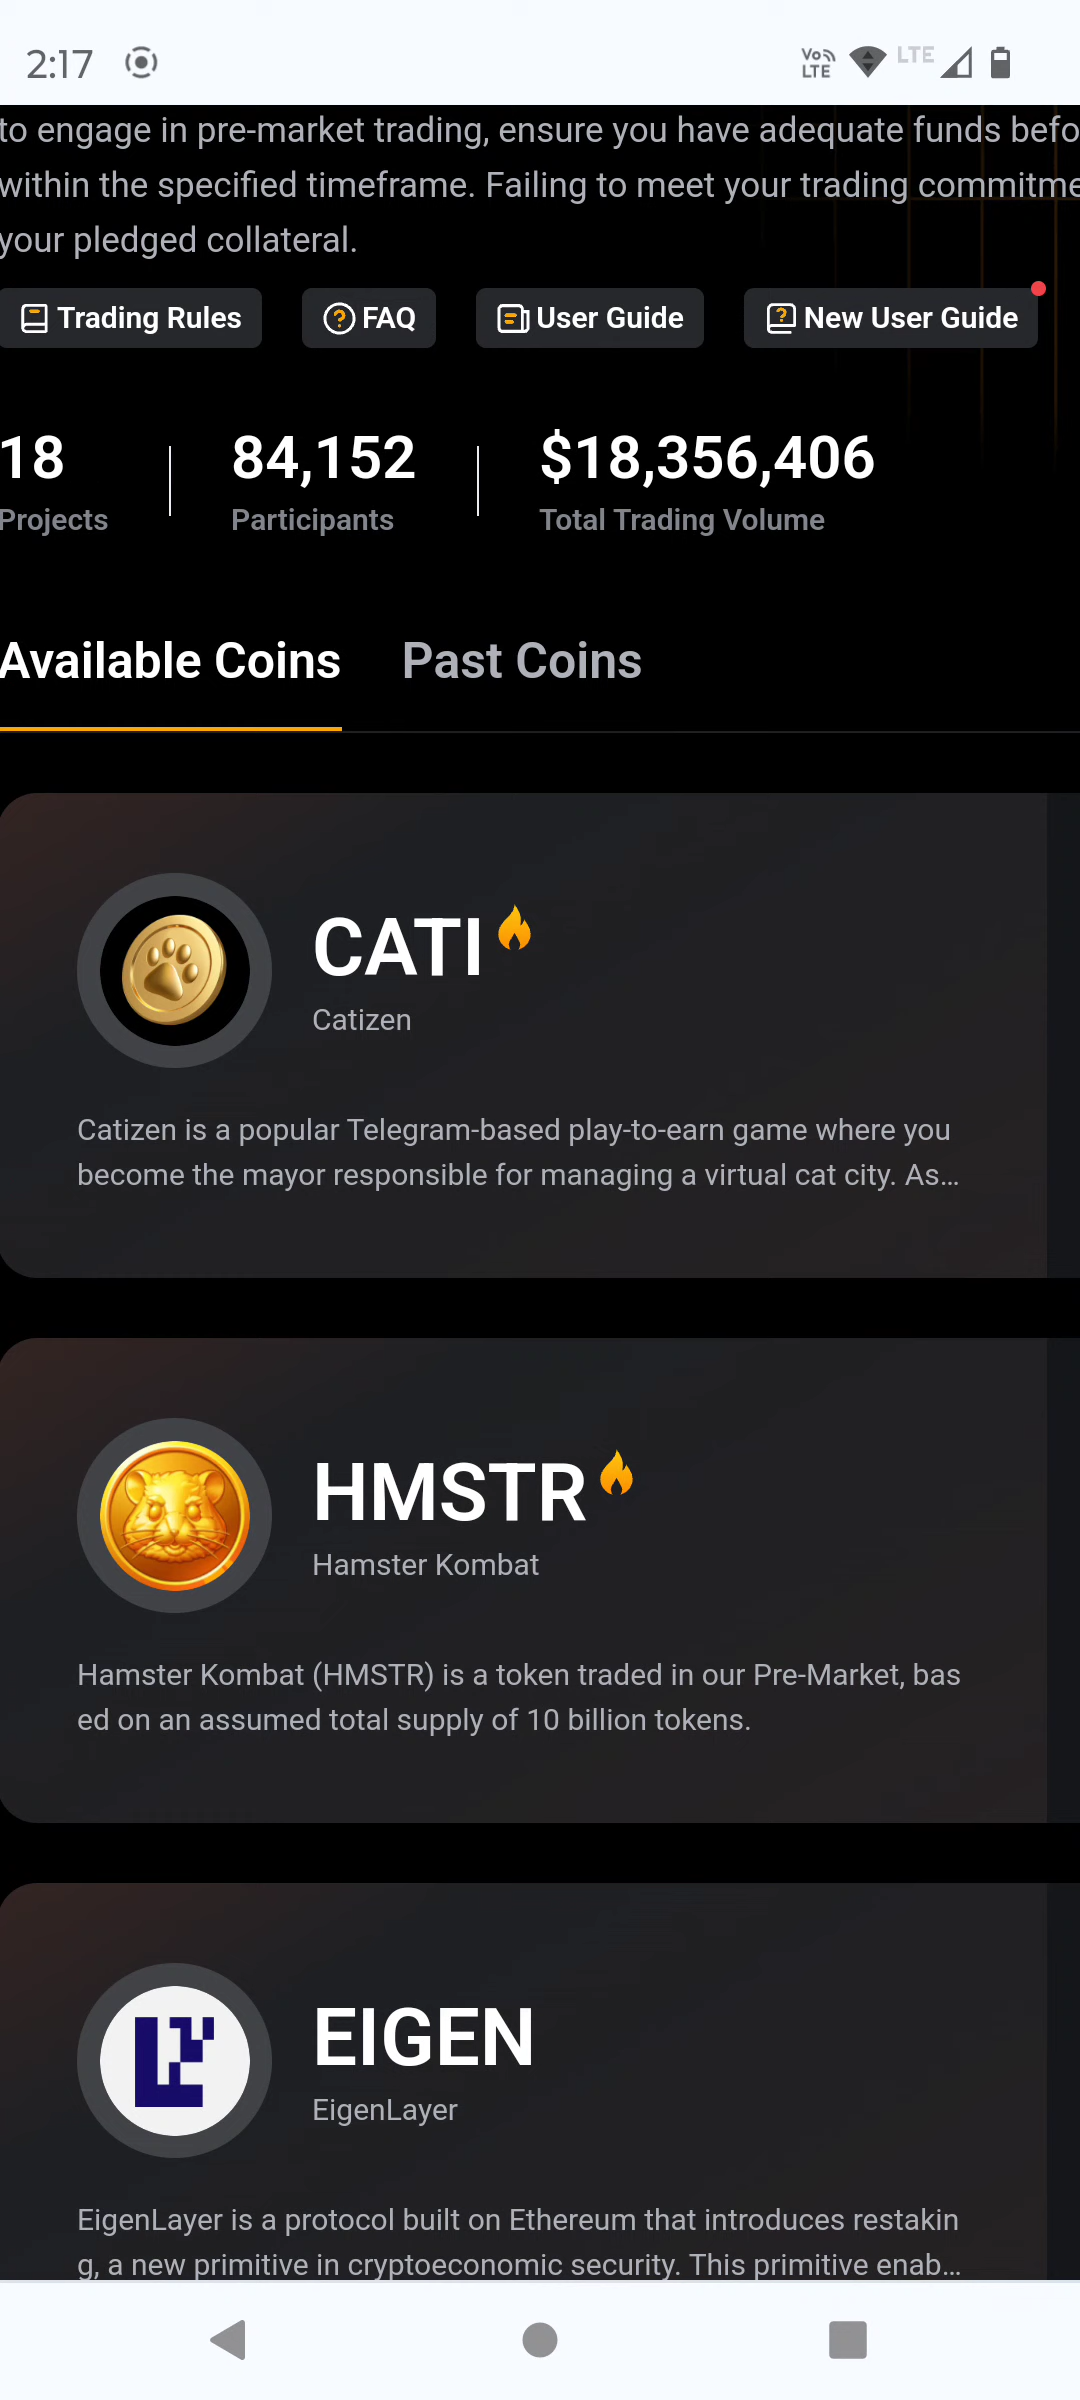 2:17
Vo LTE
LTE
to engage in pre-market trading, ensure you have adequate funds befo
within the specified timeframe. Failing to meet your trading commitme
your pledged collateral.
Trading Rules FAQ User Guide New User Guide
18 84,152 $18,356,406
Projects Participants Total Trading Volume
Available Coins Past Coins
CATI
Catizen
Catizen is a popular Telegram-based play-to-earn game where you
become the mayor responsible for managing a virtual cat city. As...
HMSTR
Hamster Kombat
Hamster Kombat (HMSTR) is a token traded in our Pre-Market, bas
ed on an assumed total supply of 10 billion tokens.
EIGEN
EigenLayer
EigenLayer is a protocol built on Ethereum that introduces restakin
g, a new primitive in cryptoeconomic security. This primitive enab...